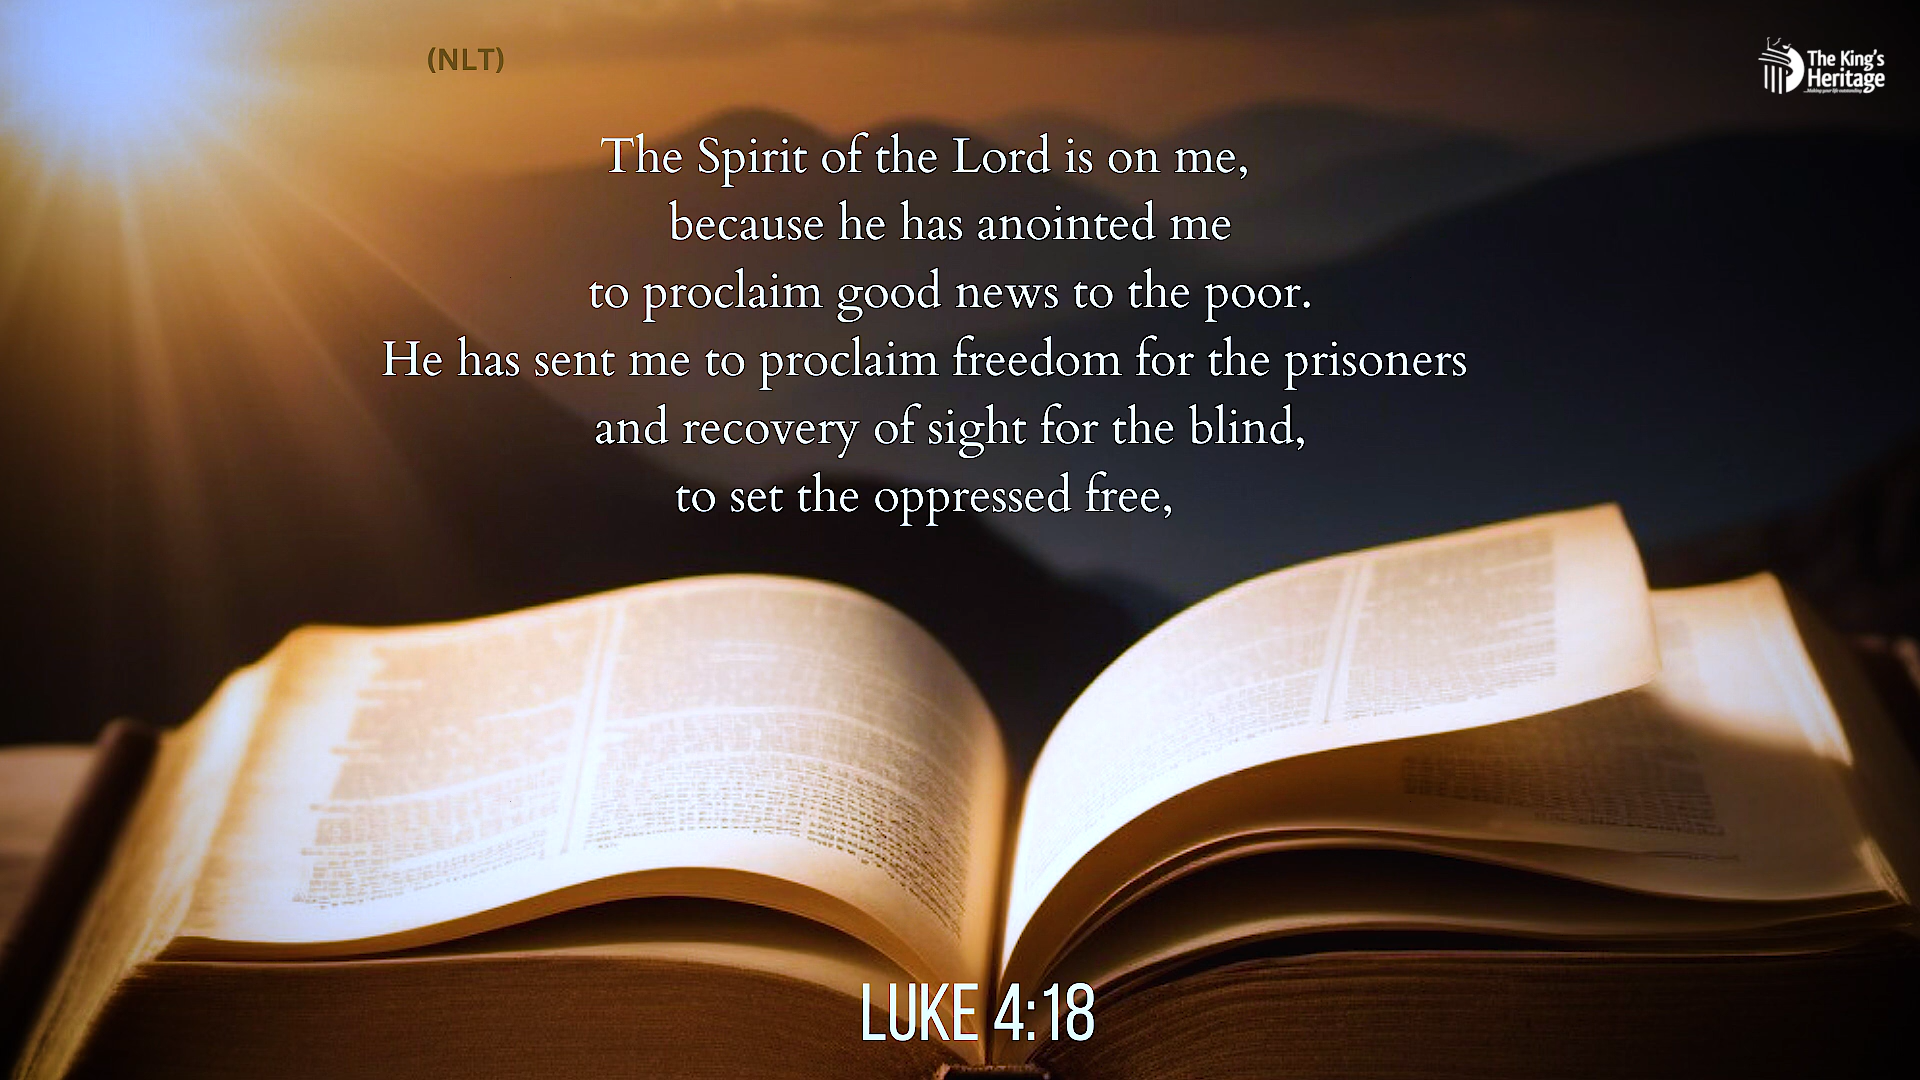 (NLT)
The King's
Heritage
The Spirit of the Lord is on me,
because he has anointed me
to proclaim good news to the poor.
He has sent me to proclaim freedom for the prisoners
and recovery of sight for the blind,
to set the oppressed free,
LUKE 4:18